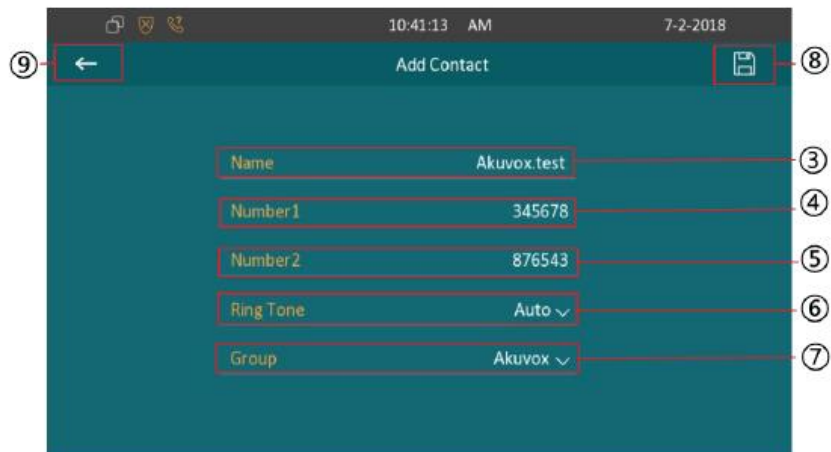 10:41:13 AM 7-2-2018
⑨ Add Contact ⑧
Name Akuvox.test ③
Number1 345678 ④
Number2 876543 ⑤
Ring Tone Auto ⑥
Group Akuvox ⑦